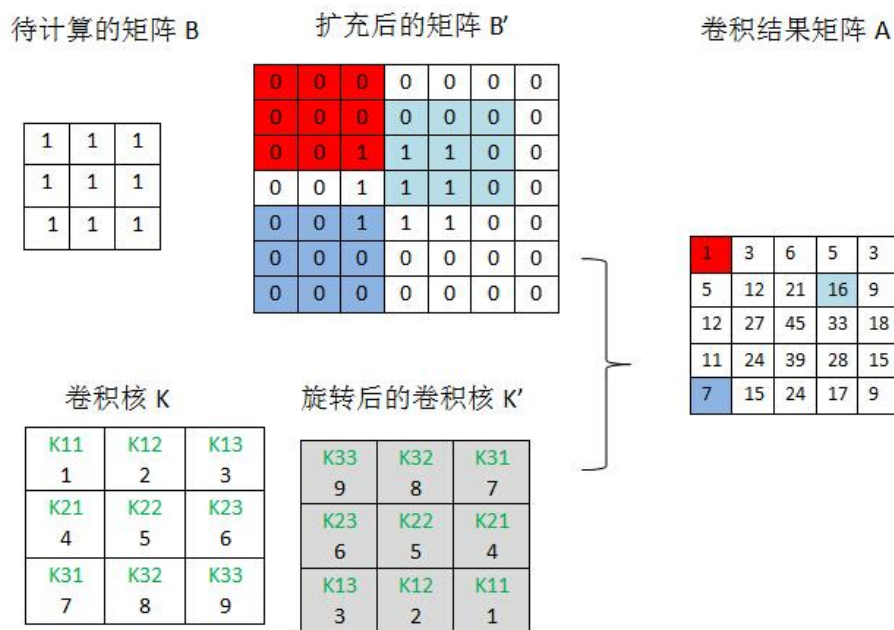 待计算的矩阵 B
扩充后的矩阵 B’
卷积结果矩阵 A
1 1 1
1 1 1
1 1 1
0 0 0 0 0 0 0
0 0 0 0 0 0 0
0 0 1 1 1 0 0
0 0 1 1 1 0 0
0 0 1 1 1 0 0
0 0 0 0 0 0 0
0 0 0 0 0 0 0
1 3 6 5 3
5 12 21 16 9
12 27 45 33 18
11 24 39 28 15
7 15 24 17 9
卷积核 K
K11 K12 K13
1 2 3
K21 K22 K23
4 5 6
K31 K32 K33
7 8 9
旋转后的卷积核 K’
K33 K32 K31
9 8 7
K23 K22 K21
6 5 4
K13 K12 K11
3 2 1